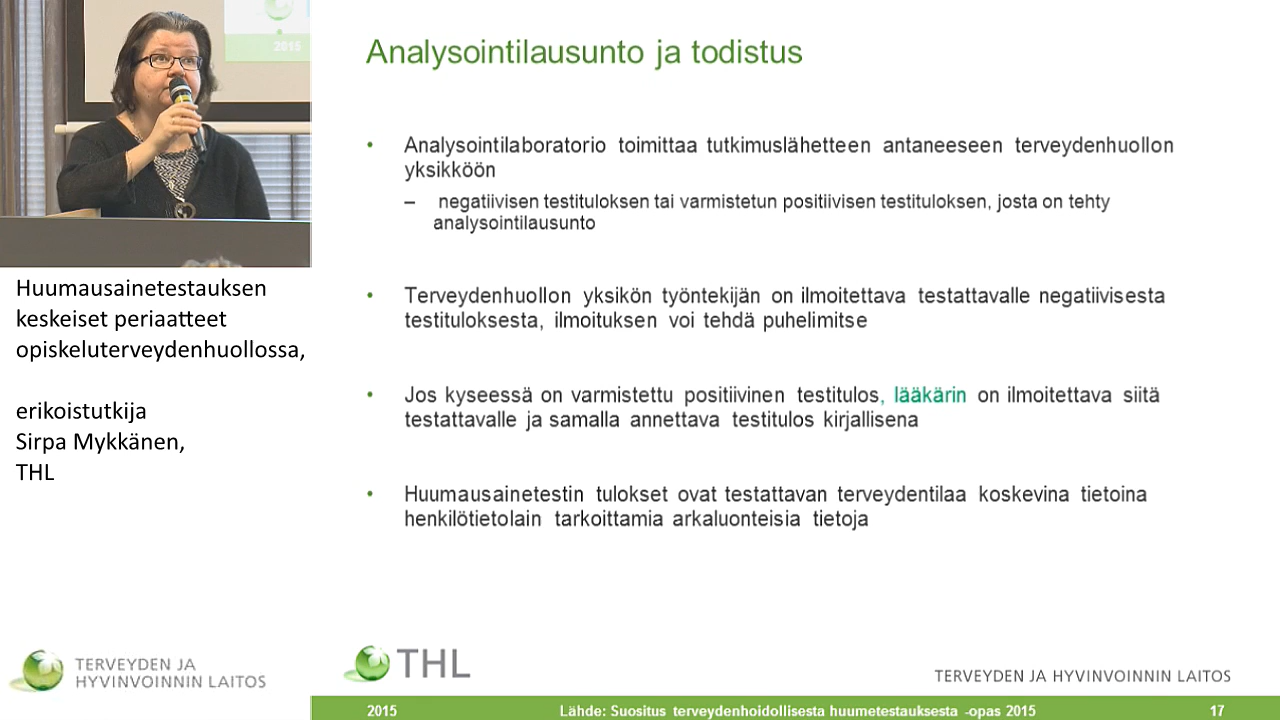 2015
Huumausainetestauksen
keskeiset periaatteet
opiskeluterveydenhuollossa,
erikoistutkija
Sirpa Mykkänen,
THL
TERVEYDEN JA
HYVINVOINNIN LAITOS
Analysointilausunto ja todistus
• Analysointilaboratorio toimittaa tutkimuslähetteen antaneeseen terveydenhuollon
yksikköön
– negatiivisen testituloksen tai varmistetun positiivisen testituloksen, josta on tehty
analysointilausunto
• Terveydenhuollon yksikön työntekijän on ilmoitettava testattavalle negatiivisesta
testituloksesta, ilmoituksen voi tehdä puhelimitse
• Jos kyseessä on varmistettu positiivinen testitulos, lääkärin on ilmoitettava siitä
testattavalle ja samalla annettava testitulos kirjallisena
• Huumausainetestin tulokset ovat testattavan terveydentilaa koskevina tietoina
henkilötietolain tarkoittamia arkaluonteisia tietoja
THL
TERVEYDEN JA HYVINVOINNIN LAITOS
2015 Lähde: Suositus terveydenhoidollisesta huumetestauksesta -opas 2015 17